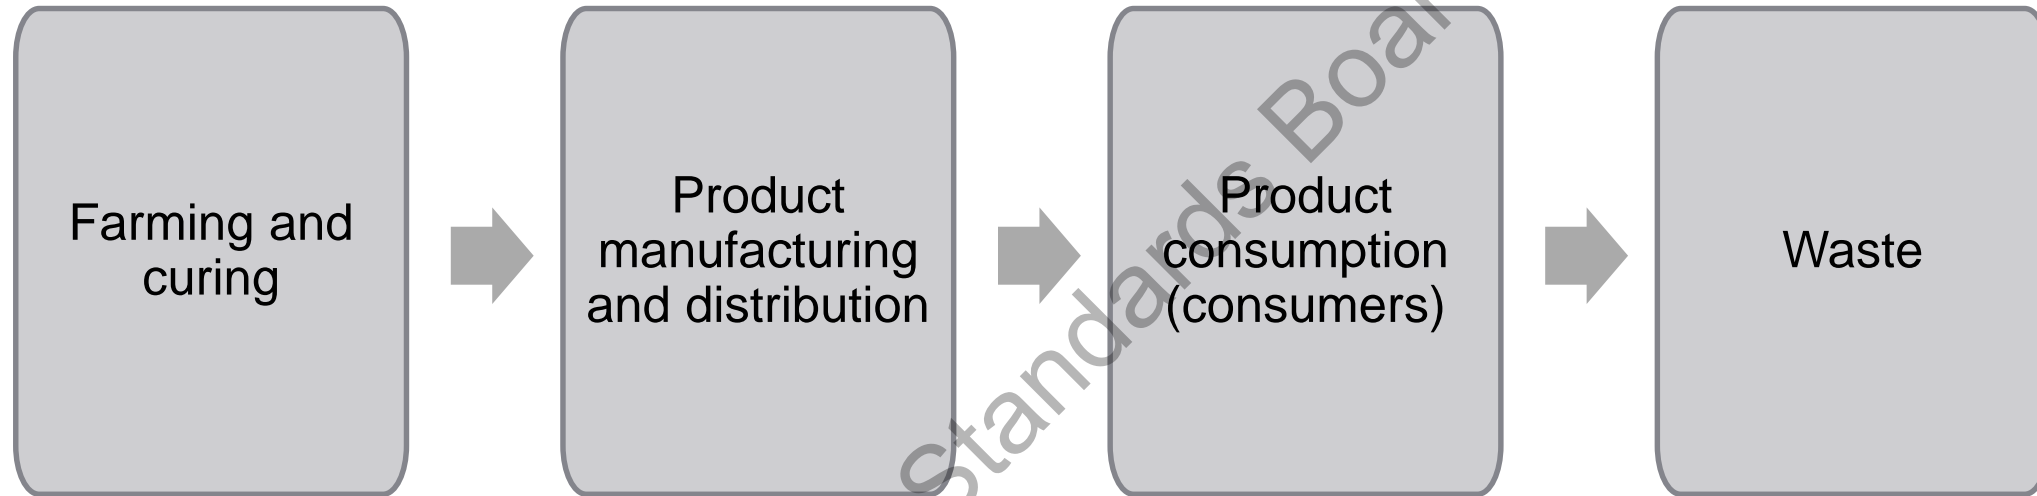 Farming and
curing
Product
manufacturing
and distribution
Product
consumption
(consumers)
Waste
Standards Boar